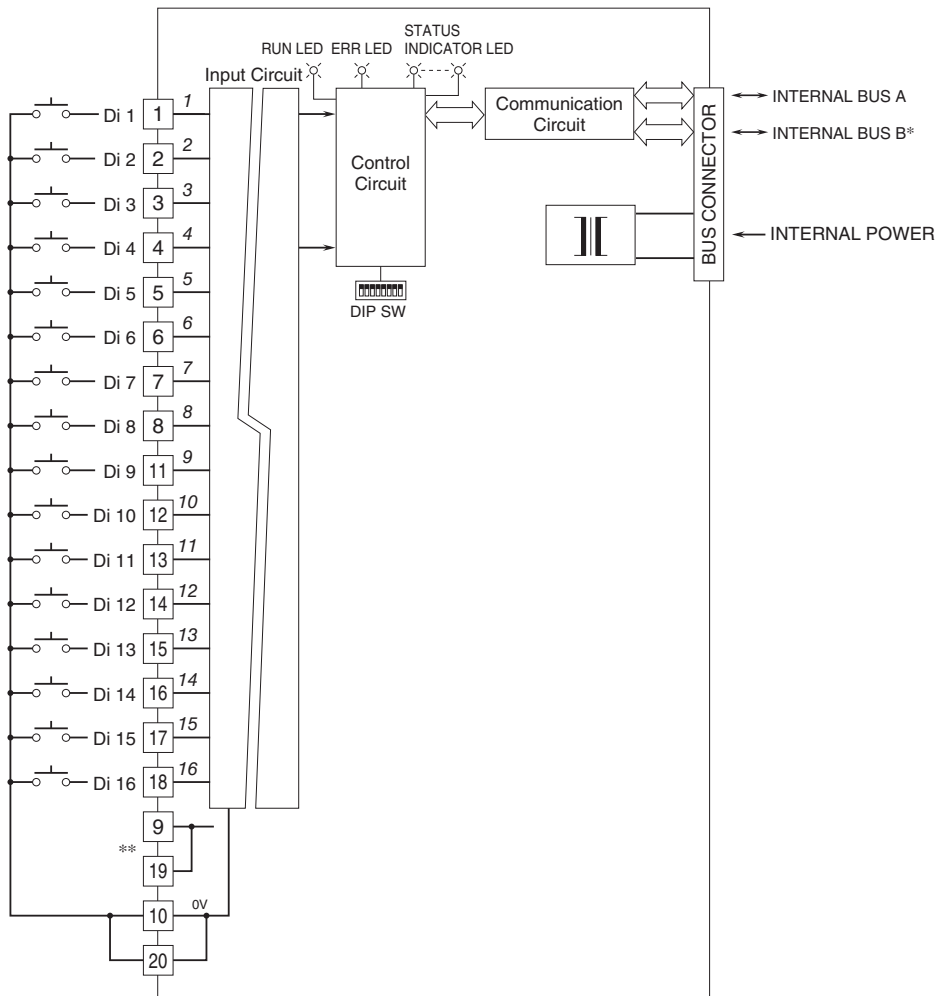 STATUS
RUN LED ERR LED INDICATOR LED
Input Circuit
Communication
Circuit
Control
Circuit
DIP SW
BUS CONNECTOR
INTERNAL BUS A
INTERNAL BUS B*
INTERNAL POWER
Di 1 1 1
Di 2 2 2
Di 3 3 3
Di 4 4 4
Di 5 5 5
Di 6 6 6
Di 7 7 7
Di 8 8 8
Di 9 11 9
Di 10 12 10
Di 11 13 11
Di 12 14 12
Di 13 15 13
Di 14 16 14
Di 15 17 15
Di 16 18 16
9
**
19
10 0V
20